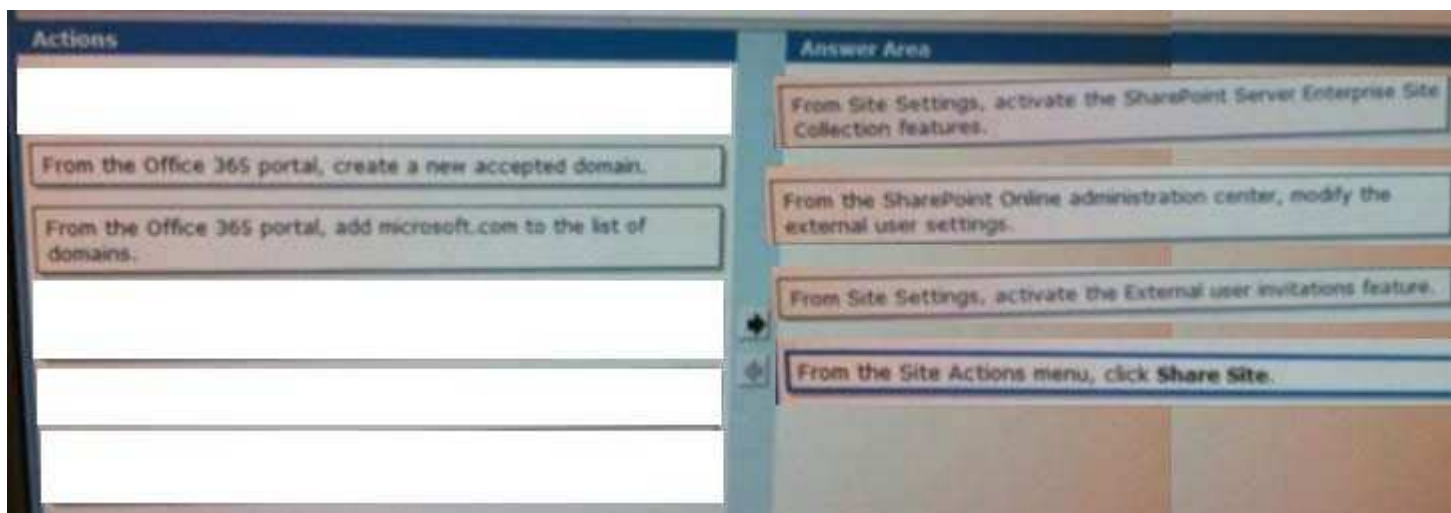 Actions
From the Office 365 portal, create a new accepted domain.
From the Office 365 portal, add microsoft.com to the list of
domains.
Answer Area
From Site Settings, activate the SharePoint Server Enterprise Site
Collection features.
From the SharePoint Online administration center, modify the
external user settings.
From Site Settings, activate the External user invitations feature.
From the Site Actions menu, click Share Site.